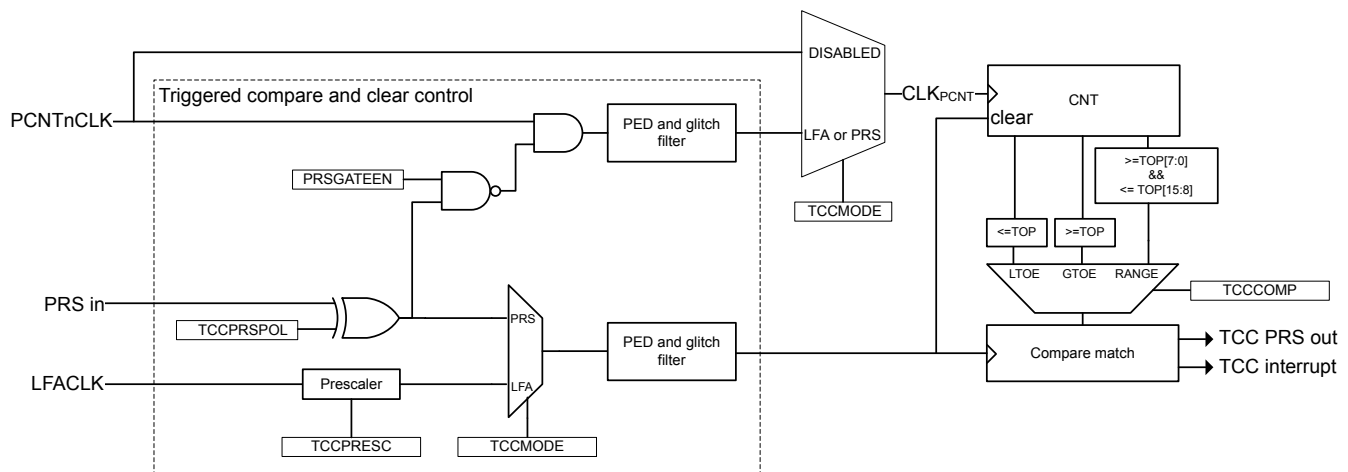 DISABLED
Triggered compare and clear control
PCNTnCLK
CLKPCNT
CNT
clear
PED and glitch
filter
LFA or PRS
PRSGATEEN
>=TOP[7:0]
&&
<= TOP[15:8]
TCCMODE
<=TOP
>=TOP
LTOE GTOE RANGE
TCCCOMP
PRS in
TCCPRSPOL
PRS
PED and glitch
filter
Compare match
TCC PRS out
TCC interrupt
LFACLK
Prescaler
LFA
TCCPRESC
TCCMODE